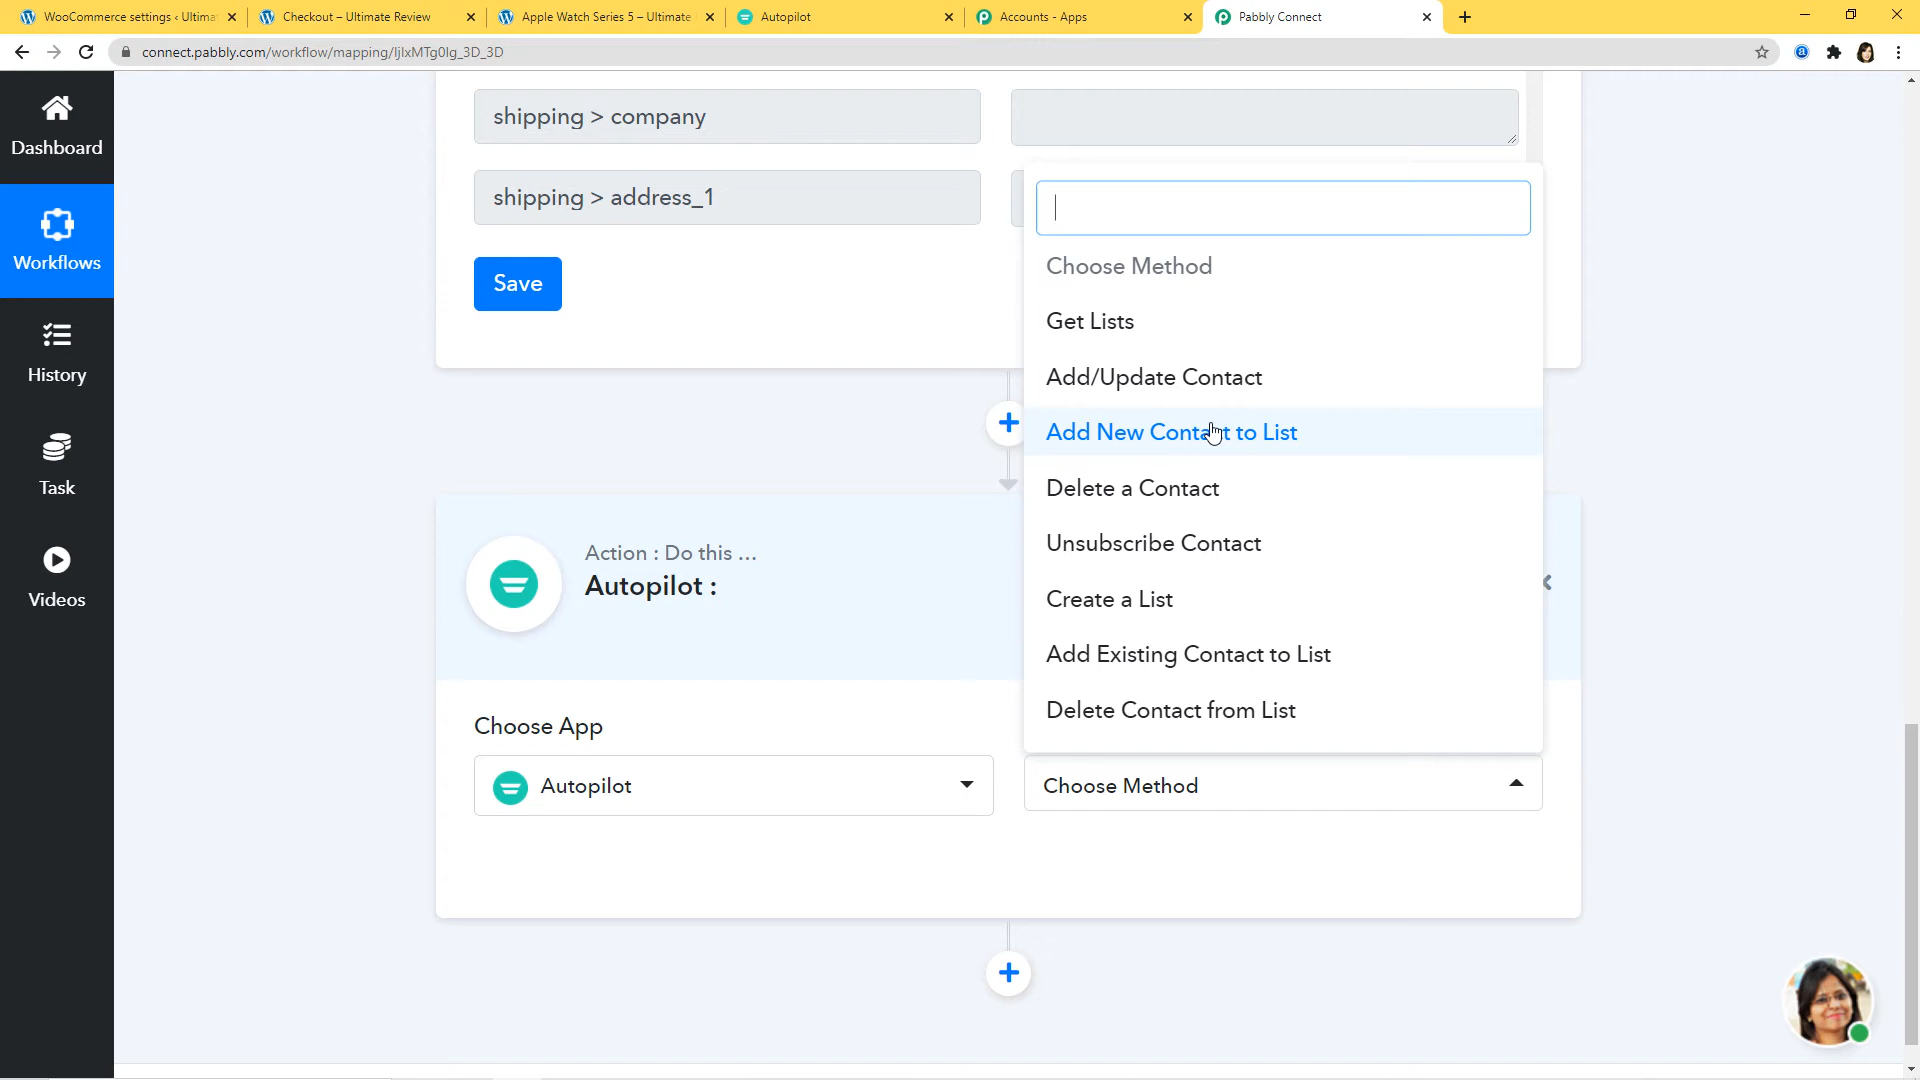 WooCommerce settings ‹ Ultima
Checkout – Ultimate Review
Apple Watch Series 5 – Ultimate
Autopilot
Accounts - Apps
Pabbly Connect
connect.pabbly.com/workflow/mapping/IjIxMTg0Ig_3D_3D
Dashboard
Workflows
History
Task
Videos
shipping > company
shipping > address_1
Save
Choose Method
Get Lists
Add/Update Contact
Add New Contact to List
Delete a Contact
Unsubscribe Contact
Create a List
Add Existing Contact to List
Delete Contact from List
Action : Do this ...
Autopilot :
Choose App
Autopilot
Choose Method